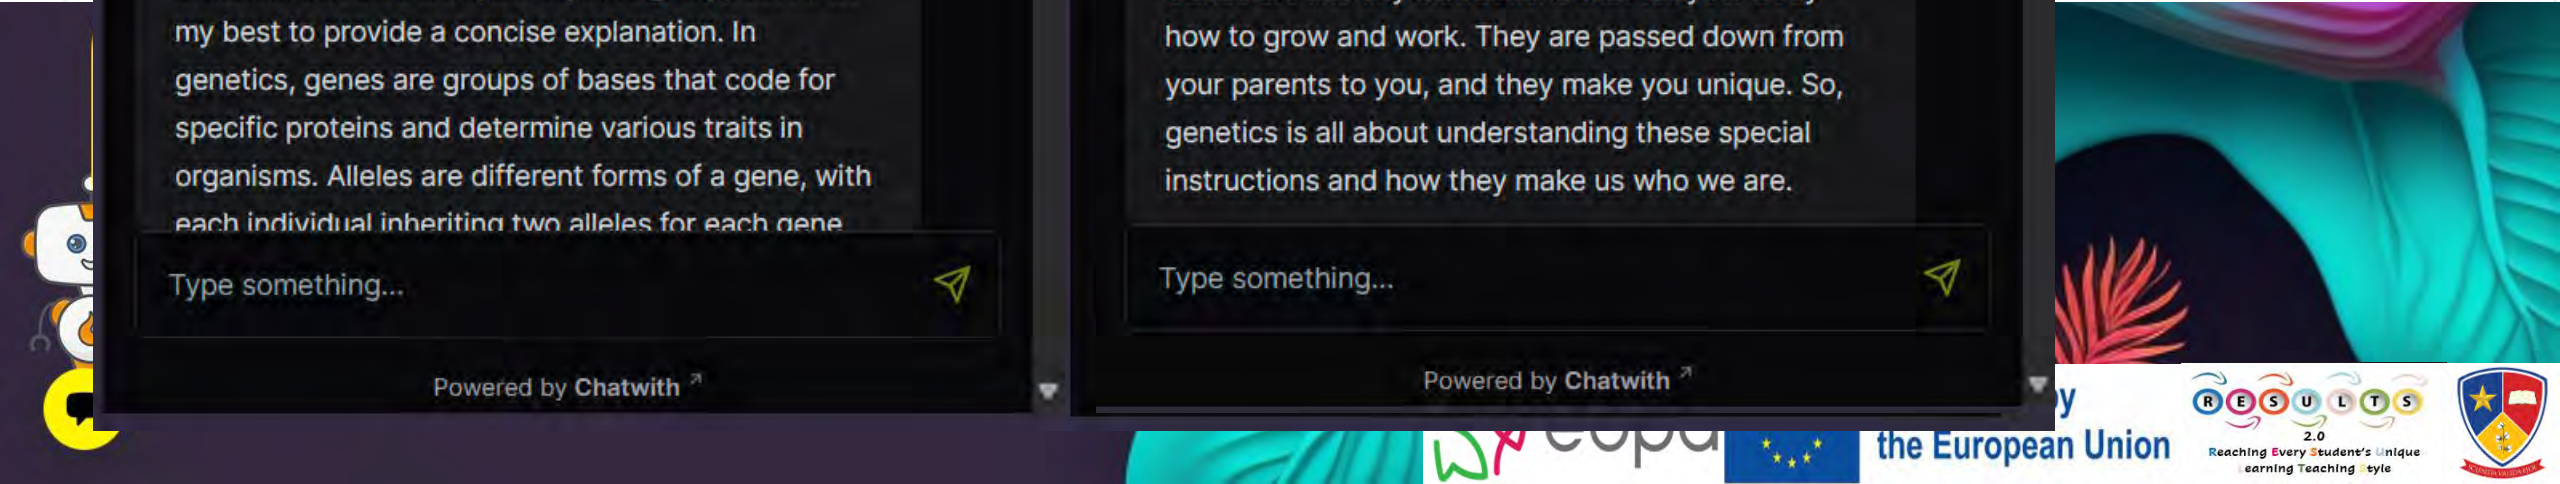 my best to provide a concise explanation. In
genetics, genes are groups of bases that code for
specific proteins and determine various traits in
organisms. Alleles are different forms of a gene, with
each individual inheriting two alleles for each gene
Type something...
Powered by Chatwith
how to grow and work. They are passed down from
your parents to you, and they make you unique. So,
genetics is all about understanding these special
instructions and how they make us who we are.
Type something...
Powered by Chatwith
by
the European Union
RESULTS
2.0
Reaching Every Student's Unique
Learning Teaching Style